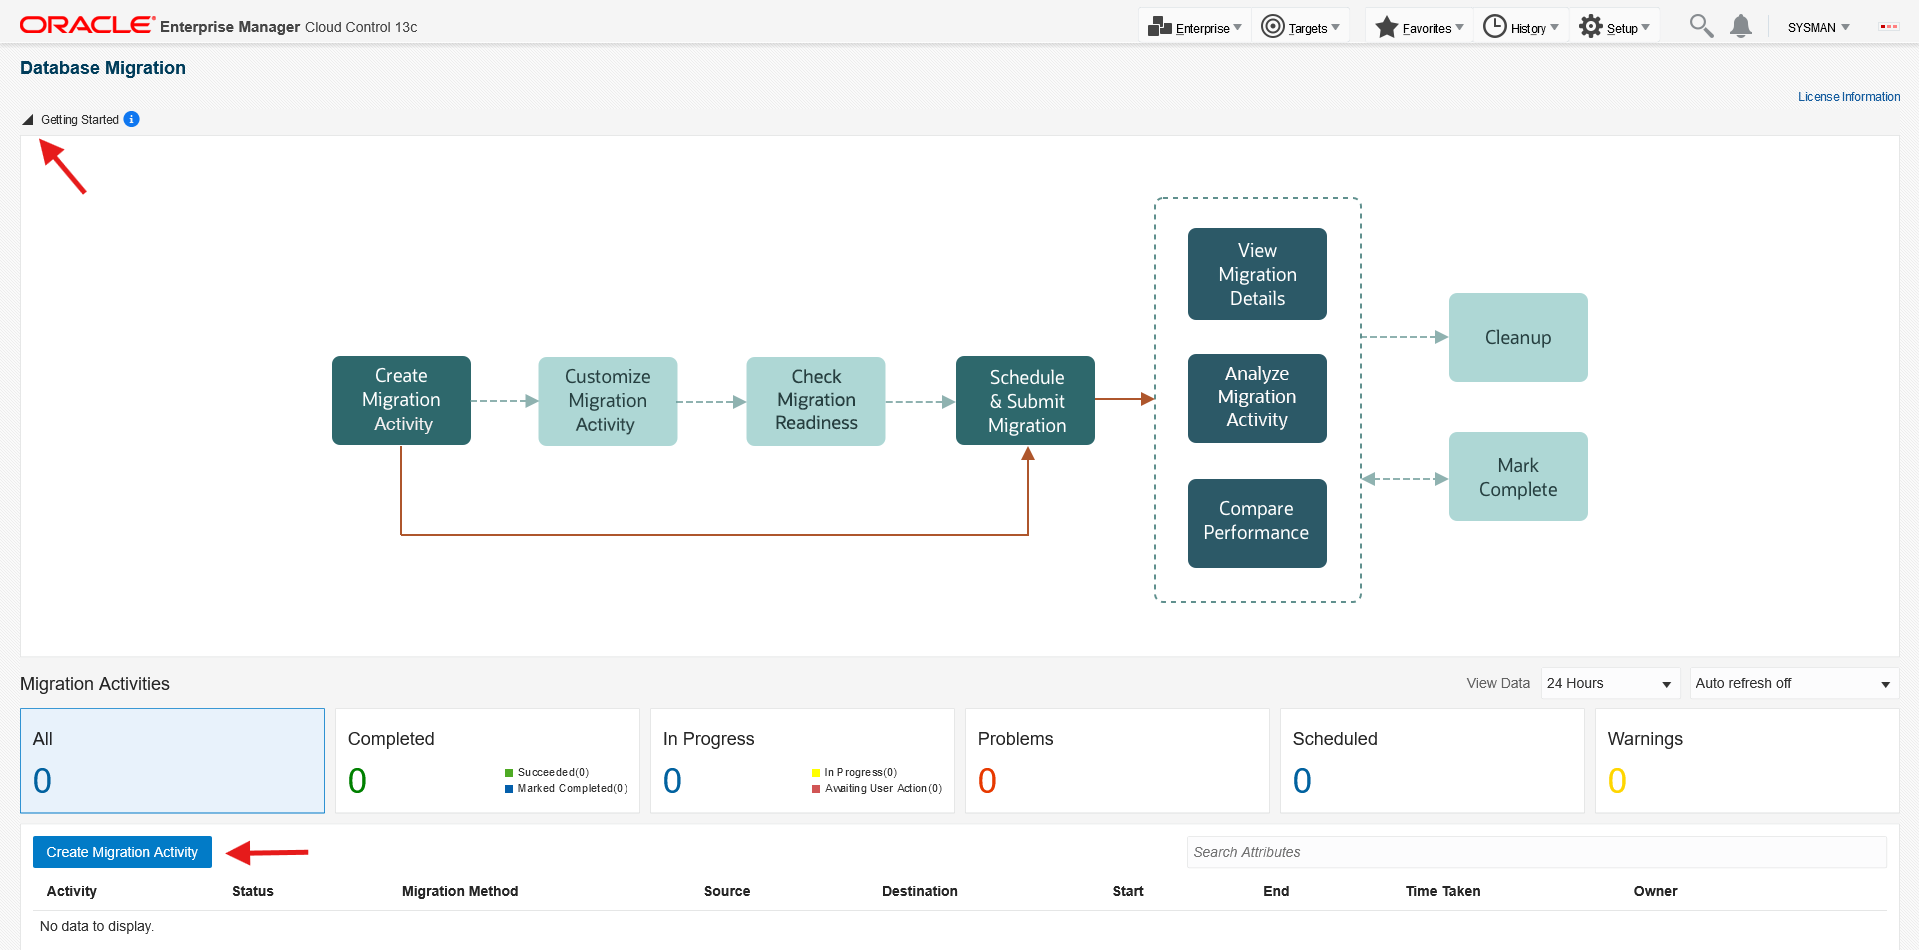 ORACLE Enterprise Manager Cloud Control 13c
Enterprise
Targets
Favorites
History
Setup
SYSMAN
Database Migration
License Information
Getting Started
Create
Migration
Activity
Customize
Migration
Activity
Check
Migration
Readiness
Schedule
& Submit
Migration
View
Migration
Details
Analyze
Migration
Activity
Compare
Performance
Cleanup
Mark
Complete
Migration Activities
View Data
24 Hours
Auto refresh off
All
0
Completed
0
Succeeded(0)
Marked Completed(0)
In Progress
0
In Progress(0)
Awaiting User Action(0)
Problems
0
Scheduled
0
Warnings
0
Create Migration Activity
Search Attributes
Activity Status Migration Method Source Destination Start End Time Taken Owner
No data to display.